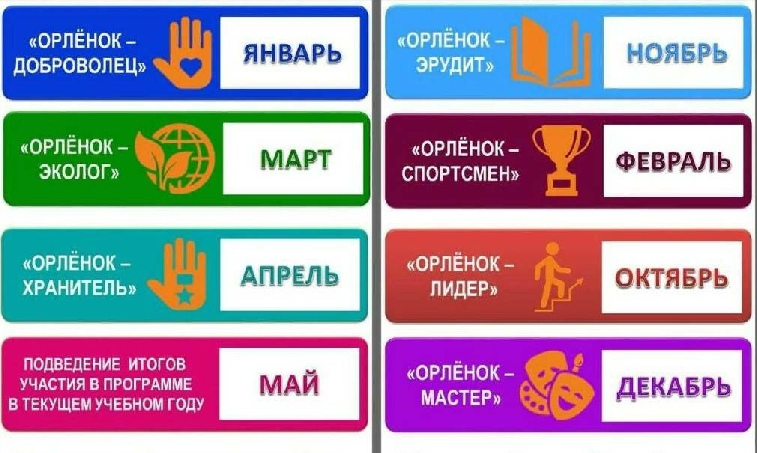 «ОРЛЁНОК –
ДОБРОВОЛЕЦ»
ЯНВАРЬ
«ОРЛЁНОК –
ЭКОЛОГ»
МАРТ
«ОРЛЁНОК –
ХРАНИТЕЛЬ»
АПРЕЛЬ
ПОДВЕДЕНИЕ ИТОГОВ
УЧАСТИЯ В ПРОГРАММЕ
В ТЕКУЩЕМ УЧЕБНОМ ГОДУ
МАЙ
«ОРЛЁНОК –
ЭРУДИТ»
НОЯБРЬ
«ОРЛЁНОК –
СПОРТСМЕН»
ФЕВРАЛЬ
«ОРЛЁНОК –
ЛИДЕР»
ОКТЯБРЬ
«ОРЛЁНОК –
МАСТЕР»
ДЕКАБРЬ